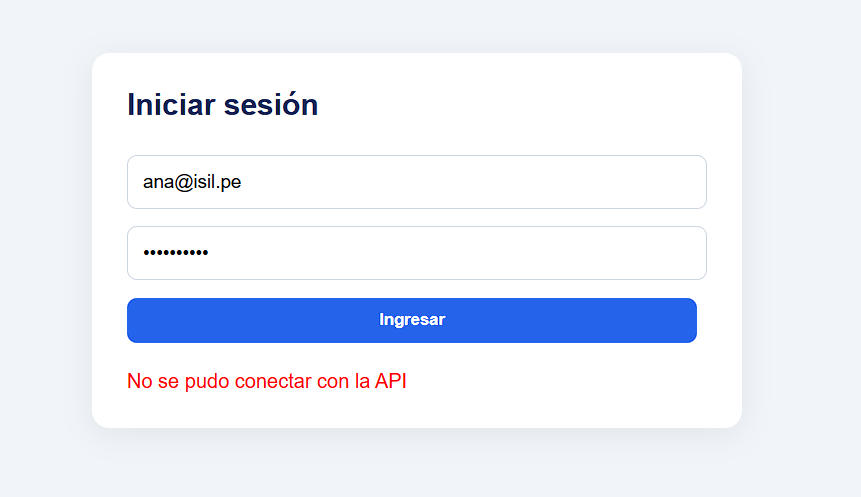 Iniciar sesión
ana@isil.pe
••••••••••
Ingresar
No se pudo conectar con la API